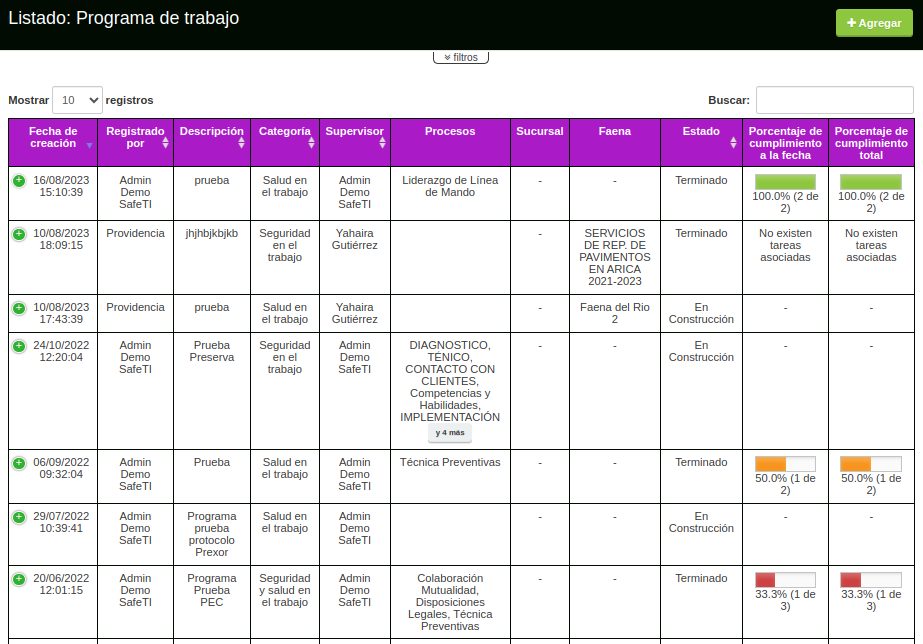 Listado: Programa de trabajo
Agregar
filtros
Mostrar 10 registros
Buscar:
Fecha de creación Registrado por Descripción Categoría Supervisor Procesos Sucursal Faena Estado Porcentaje de cumplimiento a la fecha Porcentaje de cumplimiento total
16/08/2023 15:10:39 Admin Demo SafeTI prueba Salud en el trabajo Admin Demo SafeTI Liderazgo de Línea de Mando - - Terminado 100.0% (2 de 2) 100.0% (2 de 2)
10/08/2023 18:09:15 Providencia jhjhbjkbjkb Seguridad en el trabajo Yahaira Gutiérrez - SERVICIOS DE REP. DE PAVIMENTOS EN ARICA 2021-2023 Terminado No existen tareas asociadas No existen tareas asociadas
10/08/2023 17:43:39 Providencia prueba Salud en el trabajo Yahaira Gutiérrez - Faena del Rio 2 En Construcción - -
24/10/2022 12:20:04 Admin Demo SafeTI Prueba Preserva Seguridad en el trabajo Admin Demo SafeTI DIAGNOSTICO, TÉNICO, CONTACTO CON CLIENTES, Competencias y Habilidades, IMPLEMENTACIÓN y 4 más - - En Construcción - -
06/09/2022 09:32:04 Admin Demo SafeTI Prueba Salud en el trabajo Admin Demo SafeTI Técnica Preventivas - - Terminado 50.0% (1 de 2) 50.0% (1 de 2)
29/07/2022 10:39:41 Admin Demo SafeTI Programa prueba protocolo Prexor Salud en el trabajo Admin Demo SafeTI - - En Construcción - -
20/06/2022 12:01:15 Admin Demo SafeTI Programa Prueba PEC Seguridad y salud en el trabajo Admin Demo SafeTI Colaboración Mutualidad, Disposiciones Legales, Técnica Preventivas - - Terminado 33.3% (1 de 3) 33.3% (1 de 3)